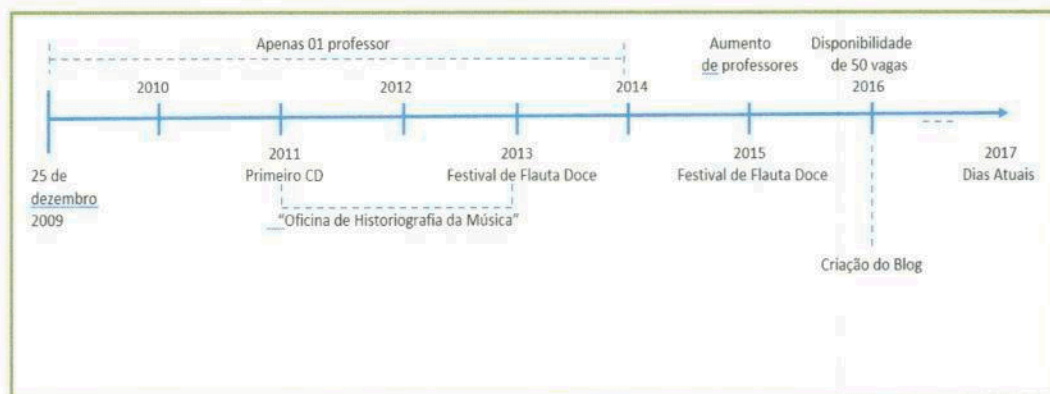 Apenas 01 professor
Aumento
de professores
Disponibilidade
de 50 vagas
2010
2012
2014
2016
25 de
dezembro
2009
2011
Primeiro CD
2013
Festival de Flauta Doce
2015
Festival de Flauta Doce
2017
Dias Atuais
"Oficina de Historiografia da Música"
Criação do Blog